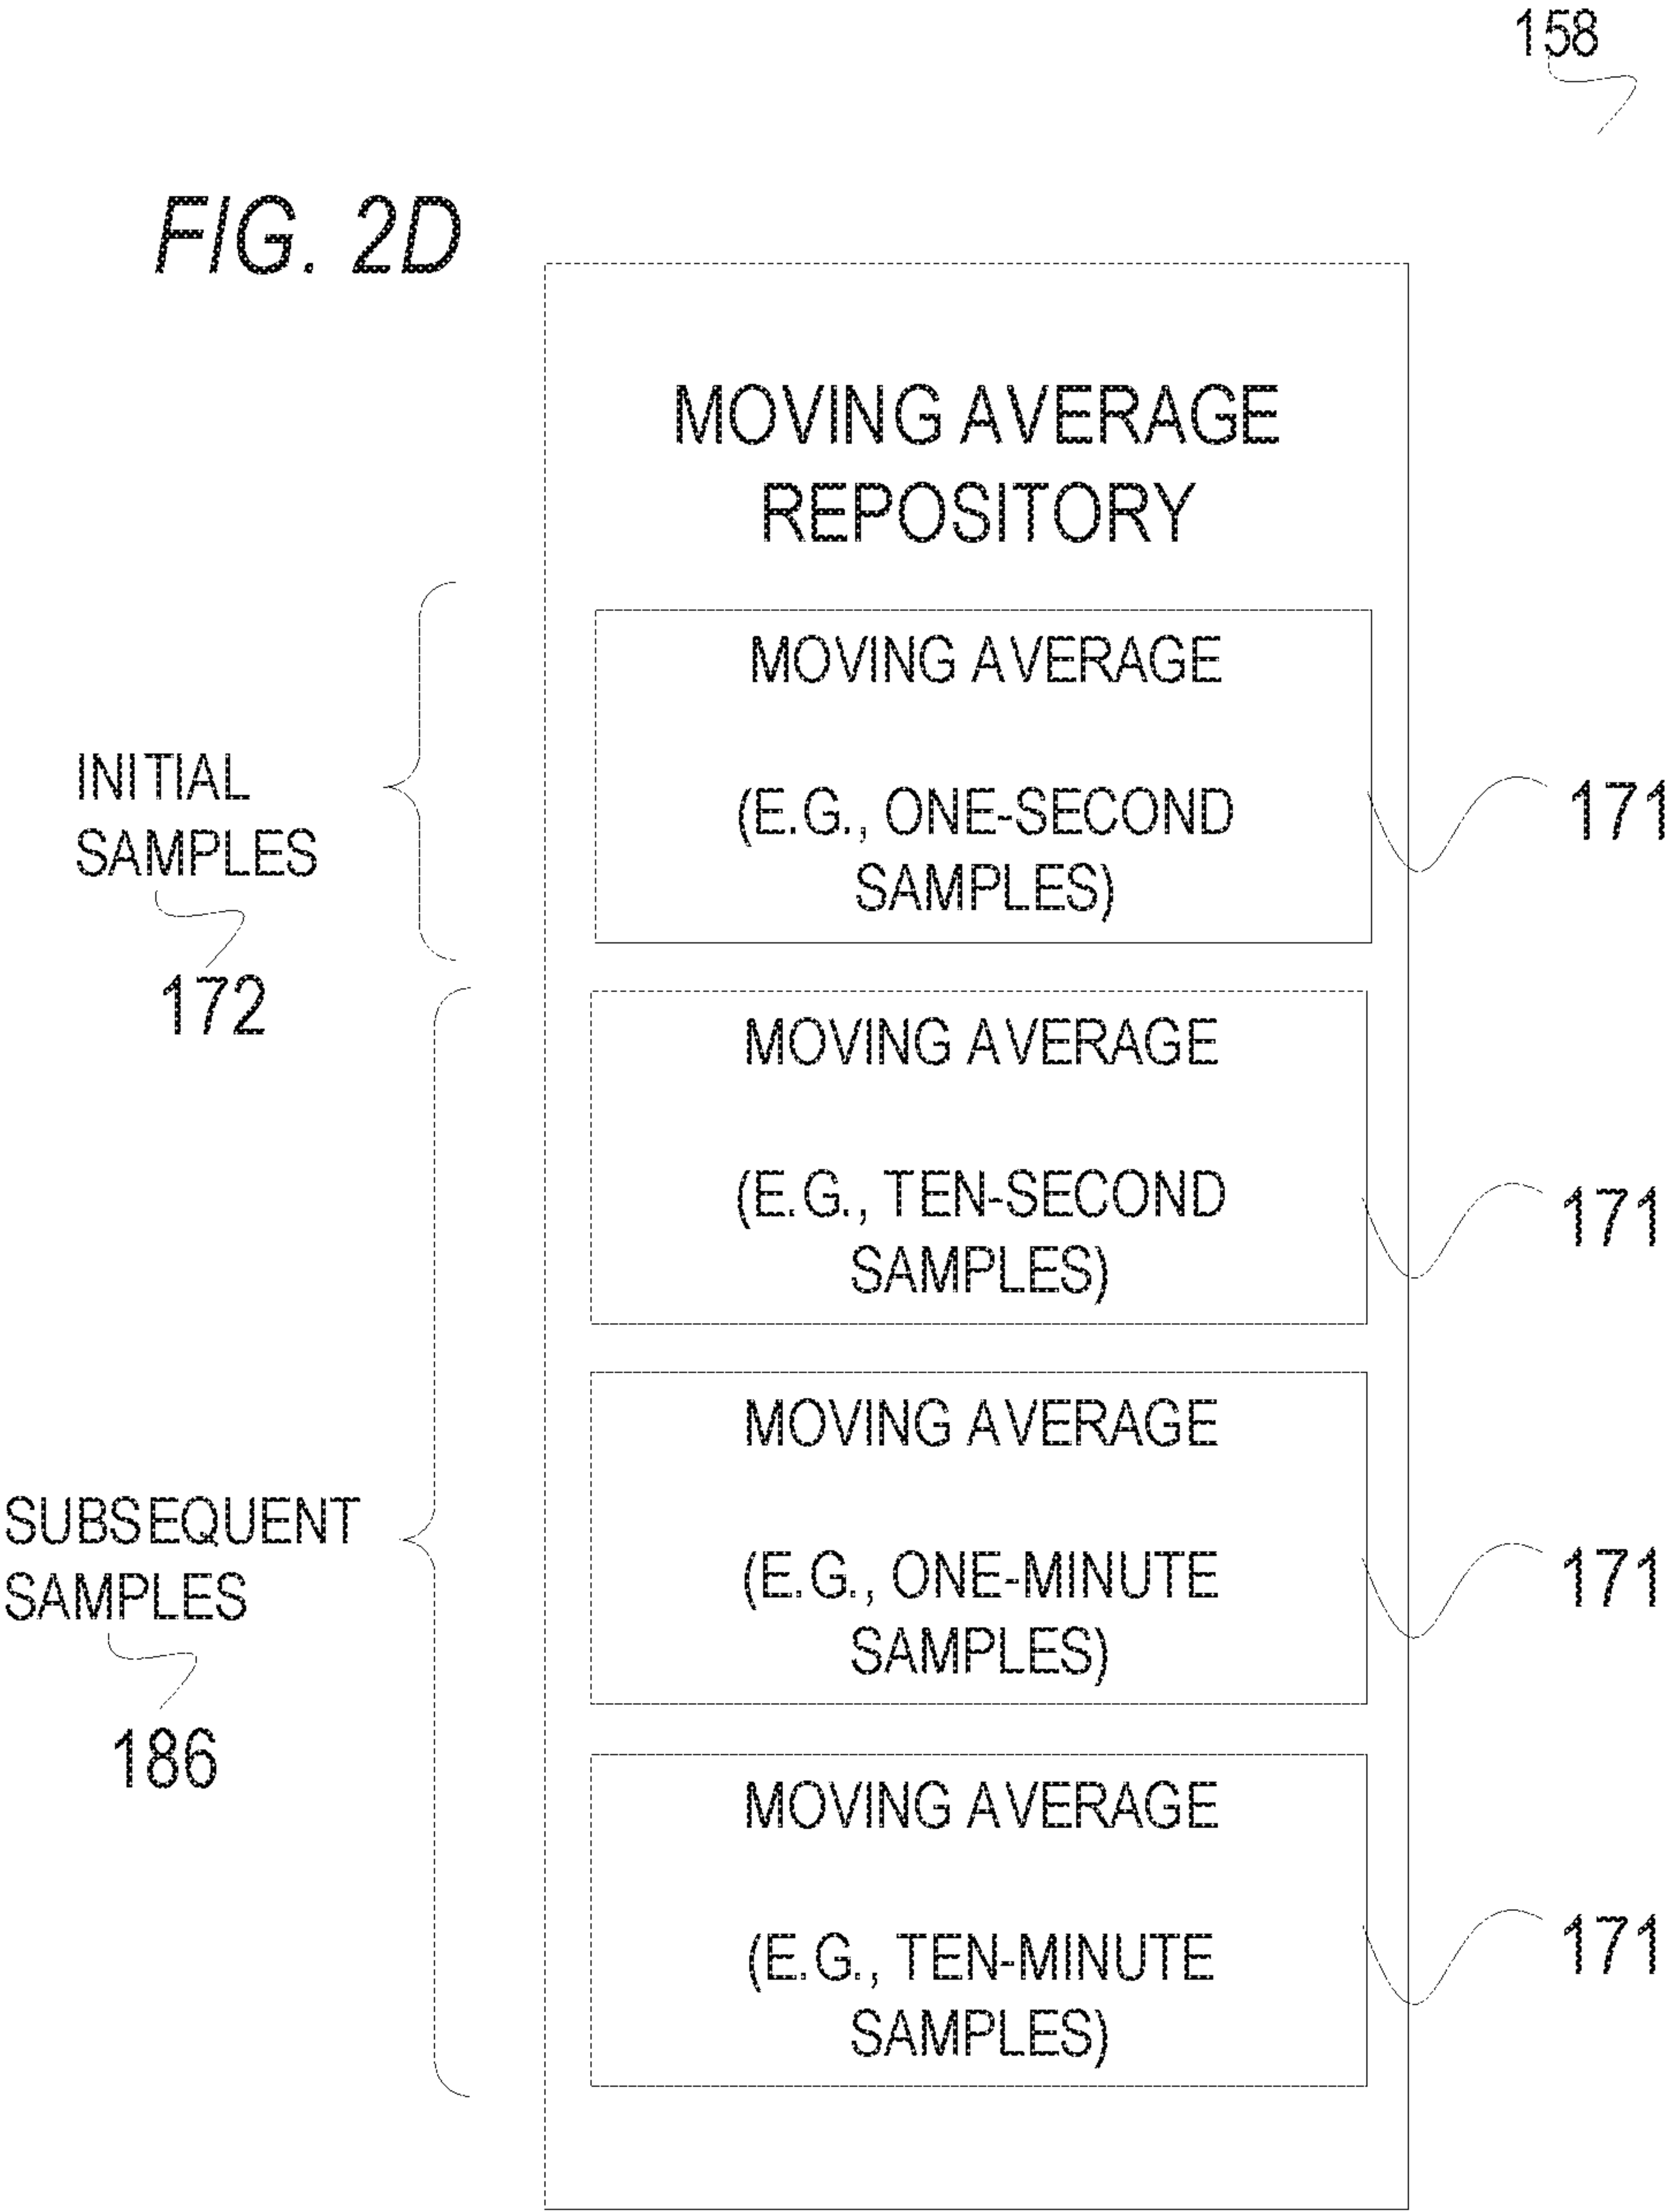 158
FIG. 2D
MOVING AVERAGE
REPOSITORY
MOVING AVERAGE
(E.G., ONE-SECOND
SAMPLES)
171
INITIAL
SAMPLES
172
MOVING AVERAGE
(E.G., TEN-SECOND
SAMPLES)
171
MOVING AVERAGE
(E.G., ONE-MINUTE
SAMPLES)
171
SUBSEQUENT
SAMPLES
186
MOVING AVERAGE
(E.G., TEN-MINUTE
SAMPLES)
171